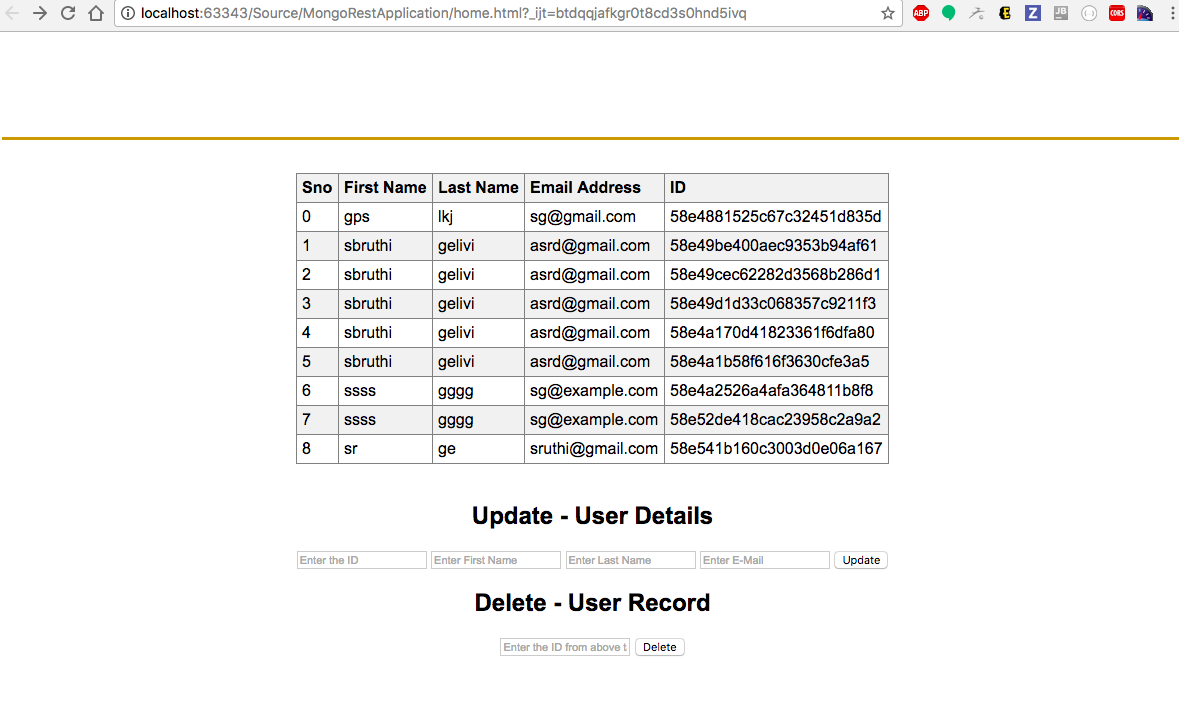 localhost:63343/Source/MongoRestApplication/home.html?_ijt=btdqqjafkgr0t8cd3s0hnd5ivq ABP Z JB CORS
Sno First Name Last Name Email Address ID
0 gps lkj sg@gmail.com 58e4881525c67c32451d835d
1 sbruthi gelivi asrd@gmail.com 58e49be400aec9353b94af61
2 sbruthi gelivi asrd@gmail.com 58e49cec62282d3568b286d1
3 sbruthi gelivi asrd@gmail.com 58e49d1d33c068357c9211f3
4 sbruthi gelivi asrd@gmail.com 58e4a170d41823361f6dfa80
5 sbruthi gelivi asrd@gmail.com 58e4a1b58f616f3630cfe3a5
6 ssss gggg sg@example.com 58e4a2526a4afa364811b8f8
7 ssss gggg sg@example.com 58e52de418cac23958c2a9a2
8 sr ge sruthi@gmail.com 58e541b160c3003d0e06a167
Update - User Details
Enter the ID Enter First Name Enter Last Name Enter E-Mail Update
Delete - User Record
Enter the ID from above t Delete